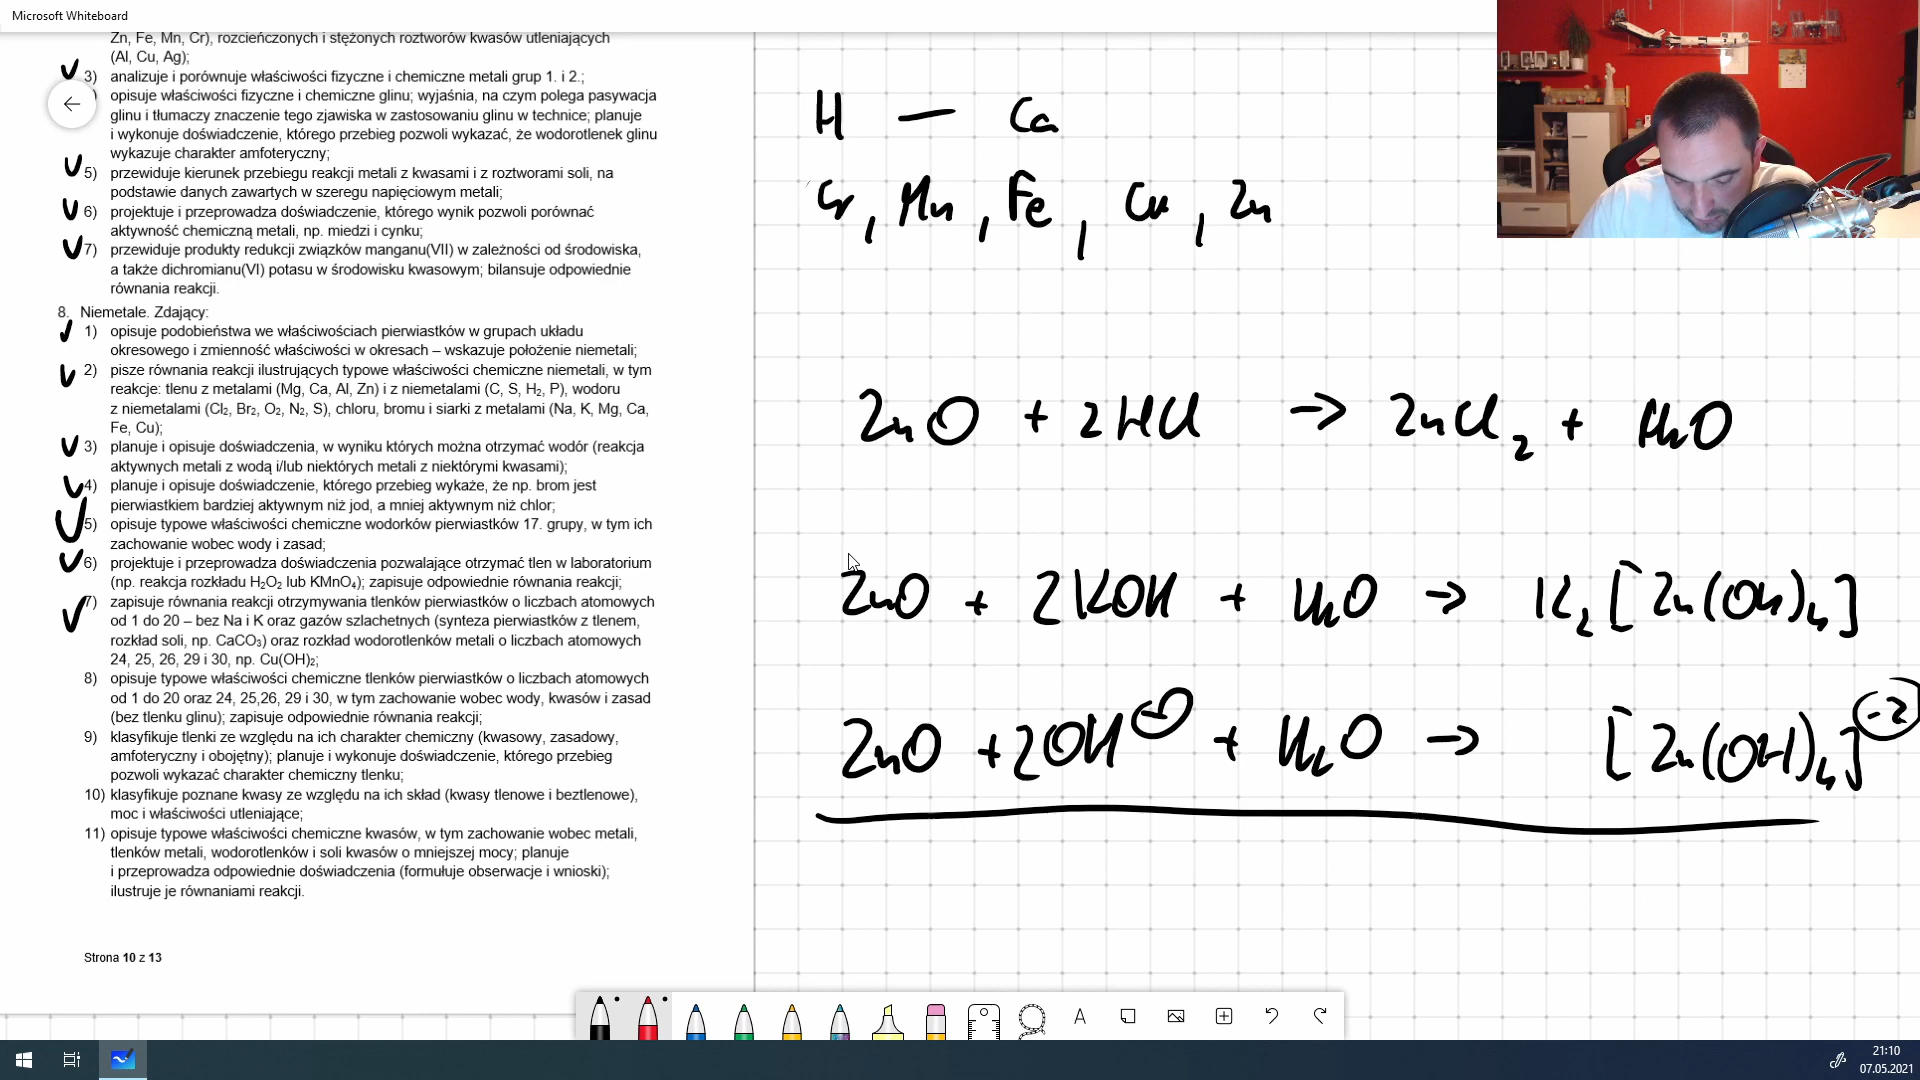 Microsoft Whiteboard
Zn, Fe, Mn, Cr), rozcieńczonych i stężonych roztworów kwasów utleniających
(Al, Cu, Ag);
3) analizuje i porównuje właściwości fizyczne i chemiczne metali grup 1. i 2.;
opisuje właściwości fizyczne i chemiczne glinu; wyjaśnia, na czym polega pasywacja
glinu i tłumaczy znaczenie tego zjawiska w zastosowaniu glinu w technice; planuje
i wykonuje doświadczenie, którego przebieg pozwoli wykazać, że wodorotlenek glinu
wykazuje charakter amfoteryczny;
5) przewiduje kierunek przebiegu reakcji metali z kwasami i z roztworami soli, na
podstawie danych zawartych w szeregu napięciowym metali;
6) projektuje i przeprowadza doświadczenie, którego wynik pozwoli porównać
aktywność chemiczną metali, np. miedzi i cynku;
7) przewiduje produkty redukcji związków manganu(VII) w zależności od środowiska,
a także dichromianu(VI) potasu w środowisku kwasowym; bilansuje odpowiednie
równania reakcji.
8. Niemetale. Zdający:
1) opisuje podobieństwa we właściwościach pierwiastków w grupach układu
okresowego i zmienność właściwości w okresach – wskazuje położenie niemetali;
2) pisze równania reakcji ilustrujących typowe właściwości chemiczne niemetali, w tym
reakcje: tlenu z metalami (Mg, Ca, Al, Zn) i z niemetalami (C, S, H₂, P), wodoru
z niemetalami (Cl₂, Br₂, O₂, N₂, S), chloru, bromu i siarki z metalami (Na, K, Mg, Ca,
Fe, Cu);
3) planuje i opisuje doświadczenia, w wyniku których można otrzymać wodór (reakcja
aktywnych metali z wodą i/lub niektórych metali z niektórymi kwasami);
4) planuje i opisuje doświadczenie, którego przebieg wykaże, że np. brom jest
pierwiastkiem bardziej aktywnym niż jod, a mniej aktywnym niż chlor;
5) opisuje typowe właściwości chemiczne wodorków pierwiastków 17. grupy, w tym ich
zachowanie wobec wody i zasad;
6) projektuje i przeprowadza doświadczenia pozwalające otrzymać tlen w laboratorium
(np. reakcja rozkładu H₂O₂ lub KMnO₄); zapisuje odpowiednie równania reakcji;
7) zapisuje równania reakcji otrzymywania tlenków pierwiastków o liczbach atomowych
od 1 do 20 – bez Na i K oraz gazów szlachetnych (synteza pierwiastków z tlenem,
rozkład soli, np. CaCO₃) oraz rozkład wodorotlenków metali o liczbach atomowych
24, 25, 26, 29 i 30, np. Cu(OH)₂;
8) opisuje typowe właściwości chemiczne tlenków pierwiastków o liczbach atomowych
od 1 do 20 oraz 24, 25,26, 29 i 30, w tym zachowanie wobec wody, kwasów i zasad
(bez tlenku glinu); zapisuje odpowiednie równania reakcji;
9) klasyfikuje tlenki ze względu na ich charakter chemiczny (kwasowy, zasadowy,
amfoteryczny i obojętny); planuje i wykonuje doświadczenie, którego przebieg
pozwoli wykazać charakter chemiczny tlenku;
10) klasyfikuje poznane kwasy ze względu na ich skład (kwasy tlenowe i beztlenowe),
moc i właściwości utleniające;
11) opisuje typowe właściwości chemiczne kwasów, w tym zachowanie wobec metali,
tlenków metali, wodorotlenków i soli kwasów o mniejszej mocy; planuje
i przeprowadza odpowiednie doświadczenia (formułuje obserwacje i wnioski);
ilustruje je równaniami reakcji.
Strona 10 z 13
H — Ca
Cr, Mn, Fe, Cu, Zn
ZnO + 2HCl → ZnCl₂ + H₂O
ZnO + 2KOH + H₂O → K₂[Zn(OH)₄]
ZnO + 2OH⁻ + H₂O → [Zn(OH)₄]⁻²
21:10
07.05.2021